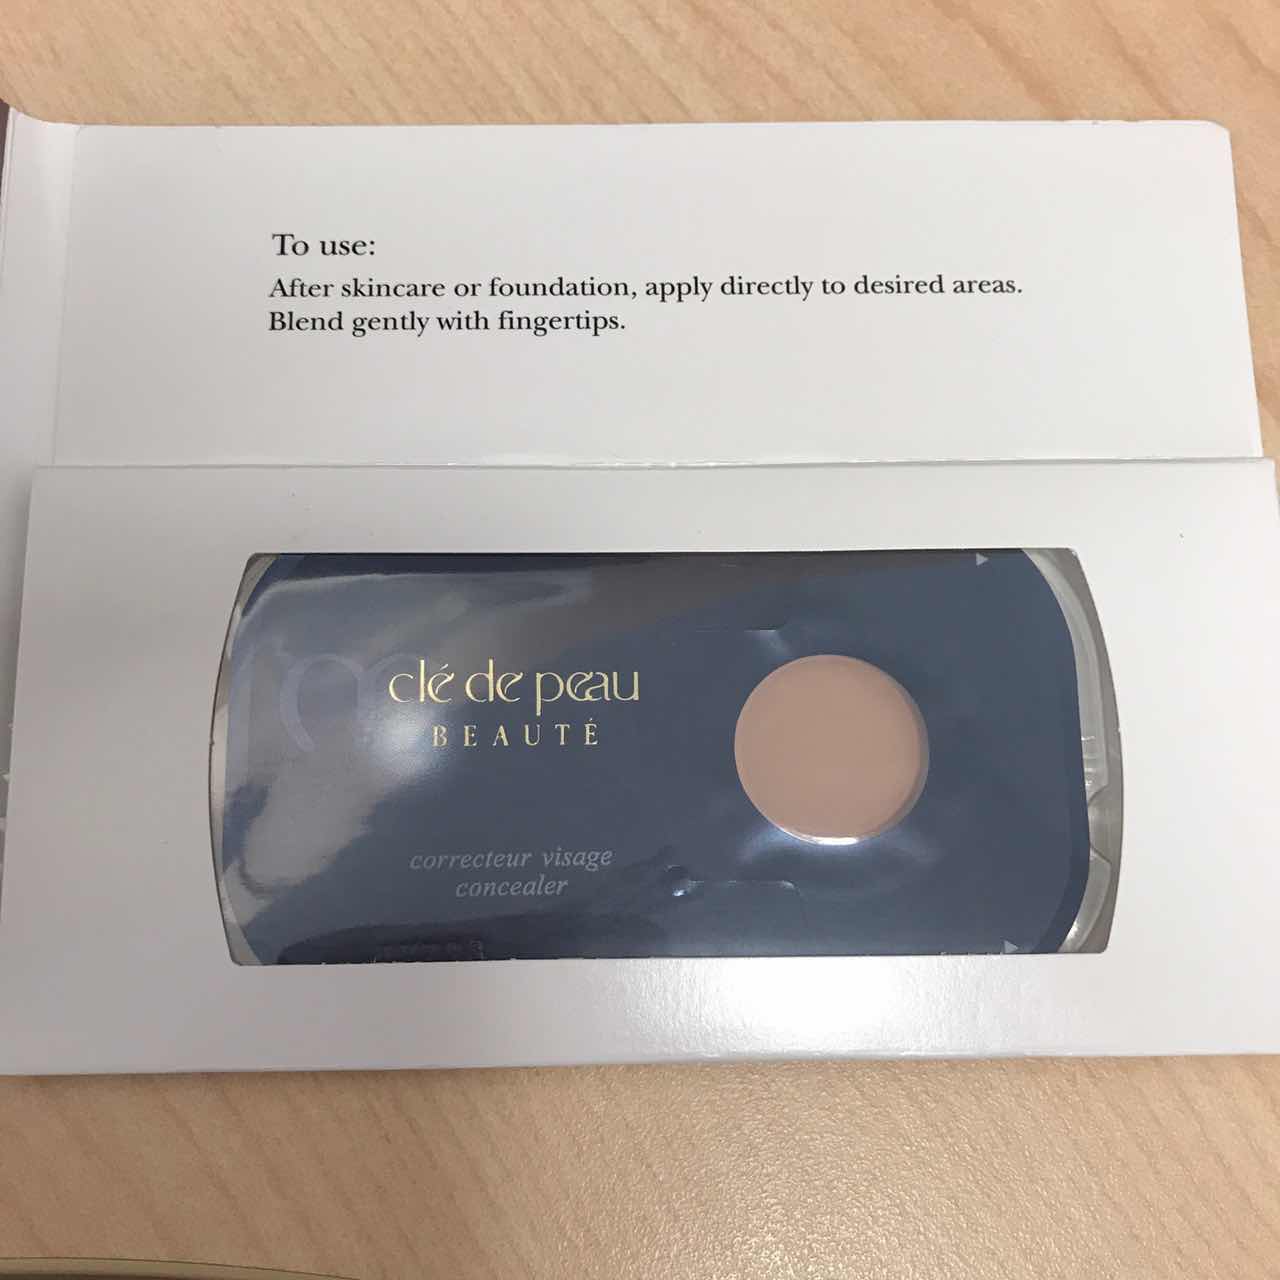 To use:
After skincare or foundation, apply directly to desired areas.
Blend gently with fingertips.
clé de peau
BEAUTÉ
correcteur visage
concealer